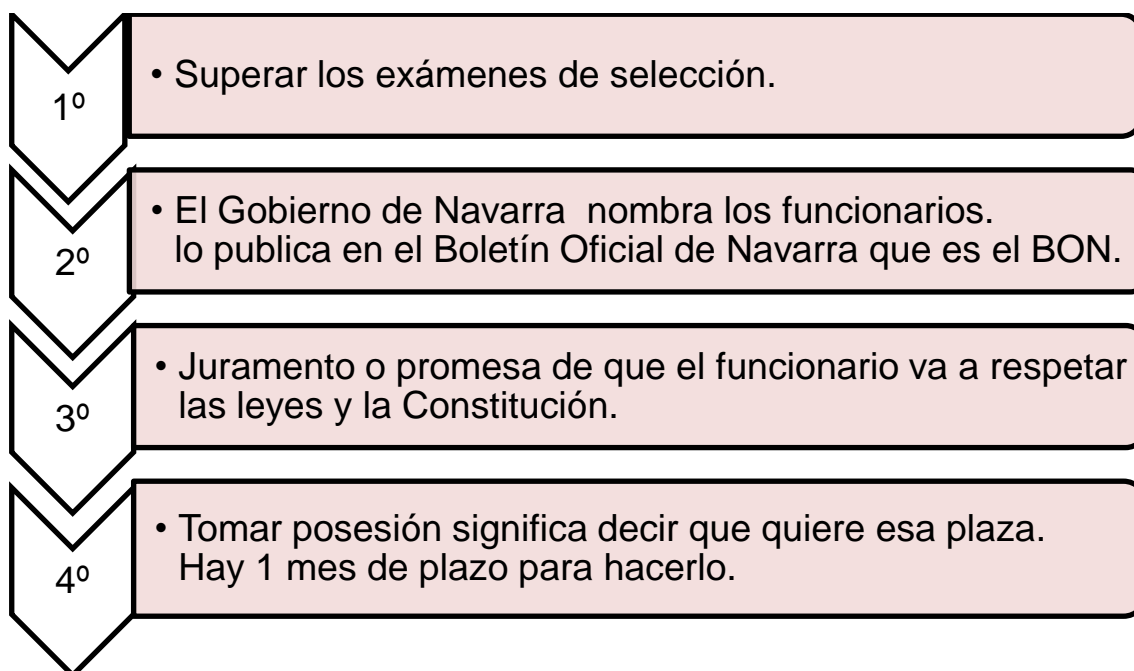 1º
• Superar los exámenes de selección.
2º
• El Gobierno de Navarra  nombra los funcionarios.
lo publica en el Boletín Oficial de Navarra que es el BON.
3º
• Juramento o promesa de que el funcionario va a respetar
las leyes y la Constitución.
4º
• Tomar posesión significa decir que quiere esa plaza.
Hay 1 mes de plazo para hacerlo.